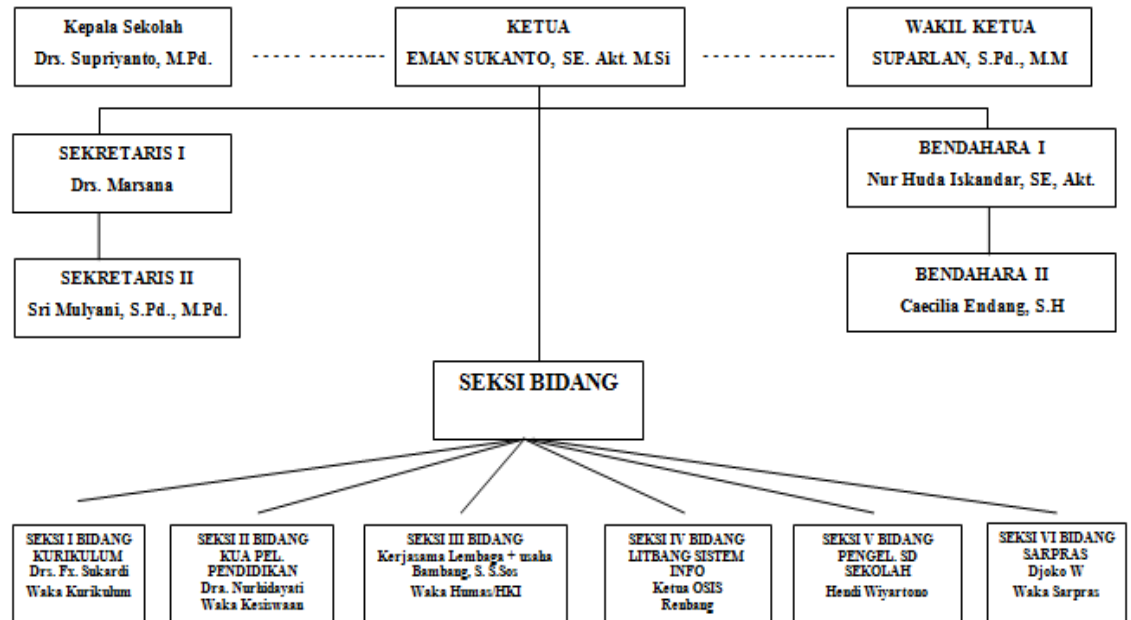 Kepala Sekolah
Drs. Supriyanto, M.Pd.
KETUA
EMAN SUKANTO, SE. Akt. M.Si
WAKIL KETUA
SUPARLAN, S.Pd., M.M
SEKRETARIS I
Drs. Marsana
BENDAHARA I
Nur Huda Iskandar, SE, Akt.
SEKRETARIS II
Sri Mulyani, S.Pd., M.Pd.
BENDAHARA II
Caecilia Endang, S.H
SEKSI BIDANG
SEKSI I BIDANG
KURIKULUM
Drs. Fx. Sukardi
Waka Kurikulum
SEKSI II BIDANG
KUA PEL.
PENDIDIKAN
Dra. Nurhidayati
Waka Kesiswaan
SEKSI III BIDANG
Kerjasama Lembaga + usaha
Bambang, S. S.Sos
Waka Humas/HKI
SEKSI IV BIDANG
LITBANG SISTEM
INFO
Ketua OSIS
Renbang
SEKSI V BIDANG
PENGEL. SD
SEKOLAH
Hendi Wiyartono
SEKSI VI BIDANG
SARPRAS
Djoko W
Waka Sarpras